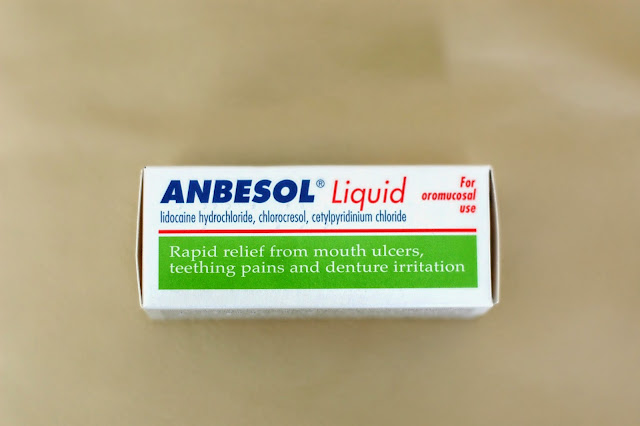 ANBESOL® Liquid
For
oromucosal
use
lidocaine hydrochloride, chlorocresol, cetylpyridinium chloride
Rapid relief from mouth ulcers,
teething pains and denture irritation